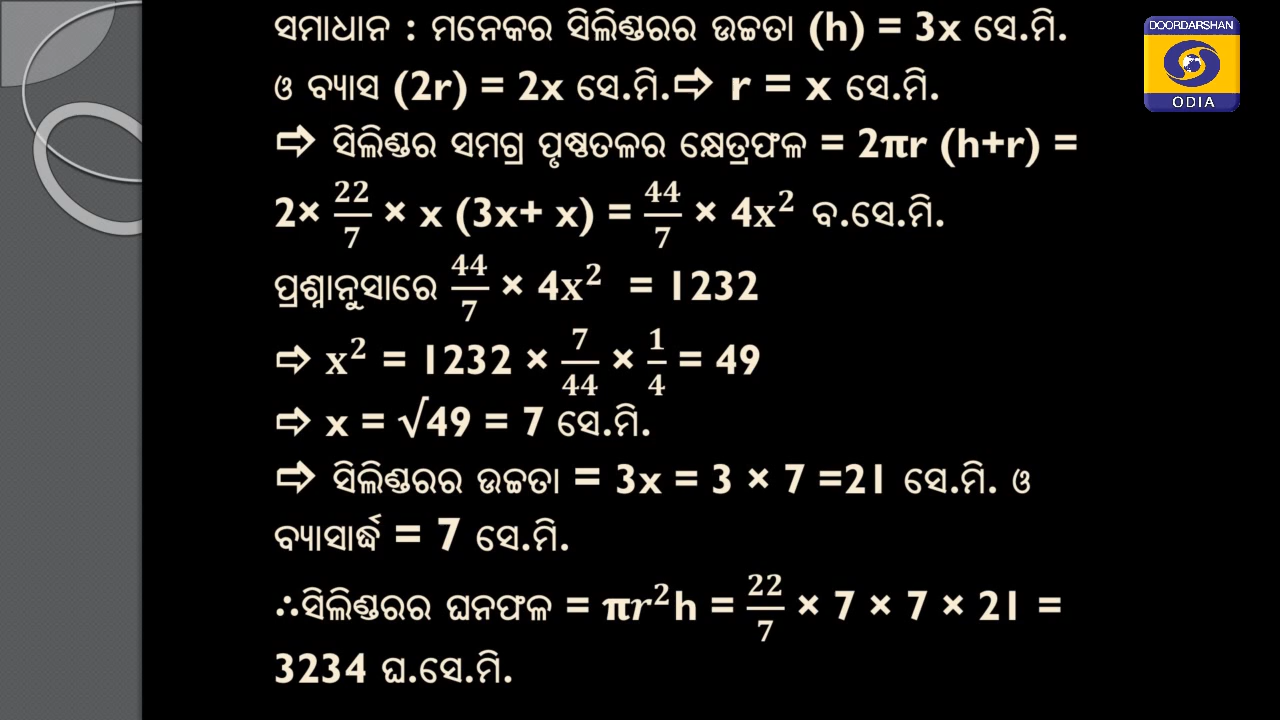 ସମାଧାନ : ମନେକର ସିଲିଣ୍ଡରର ଉଚ୍ଚତା (h) = 3x ସେ.ମି.
DOORDARSHAN
ODIA
ଓ ବ୍ୟାସ (2r) = 2x ସେ.ମି.⇨ r = x ସେ.ମି.
⇨ ସିଲିଣ୍ଡର ସମଗ୍ର ପୃଷ୍ଠତଳର କ୍ଷେତ୍ରଫଳ = 2πr (h+r) =
2× 22/7 × x (3x+ x) = 44/7 × 4x² ବ.ସେ.ମି.
ପ୍ରଶ୍ନାନୁସାରେ 44/7 × 4x² = 1232
⇨ x² = 1232 × 7/44 × 1/4 = 49
⇨ x = √49 = 7 ସେ.ମି.
⇨ ସିଲିଣ୍ଡରର ଉଚ୍ଚତା = 3x = 3 × 7 =21 ସେ.ମି. ଓ
ବ୍ୟାସାର୍ଦ୍ଧ = 7 ସେ.ମି.
∴ସିଲିଣ୍ଡରର ଘନଫଳ = πr²h = 22/7 × 7 × 7 × 21 =
3234 ଘ.ସେ.ମି.